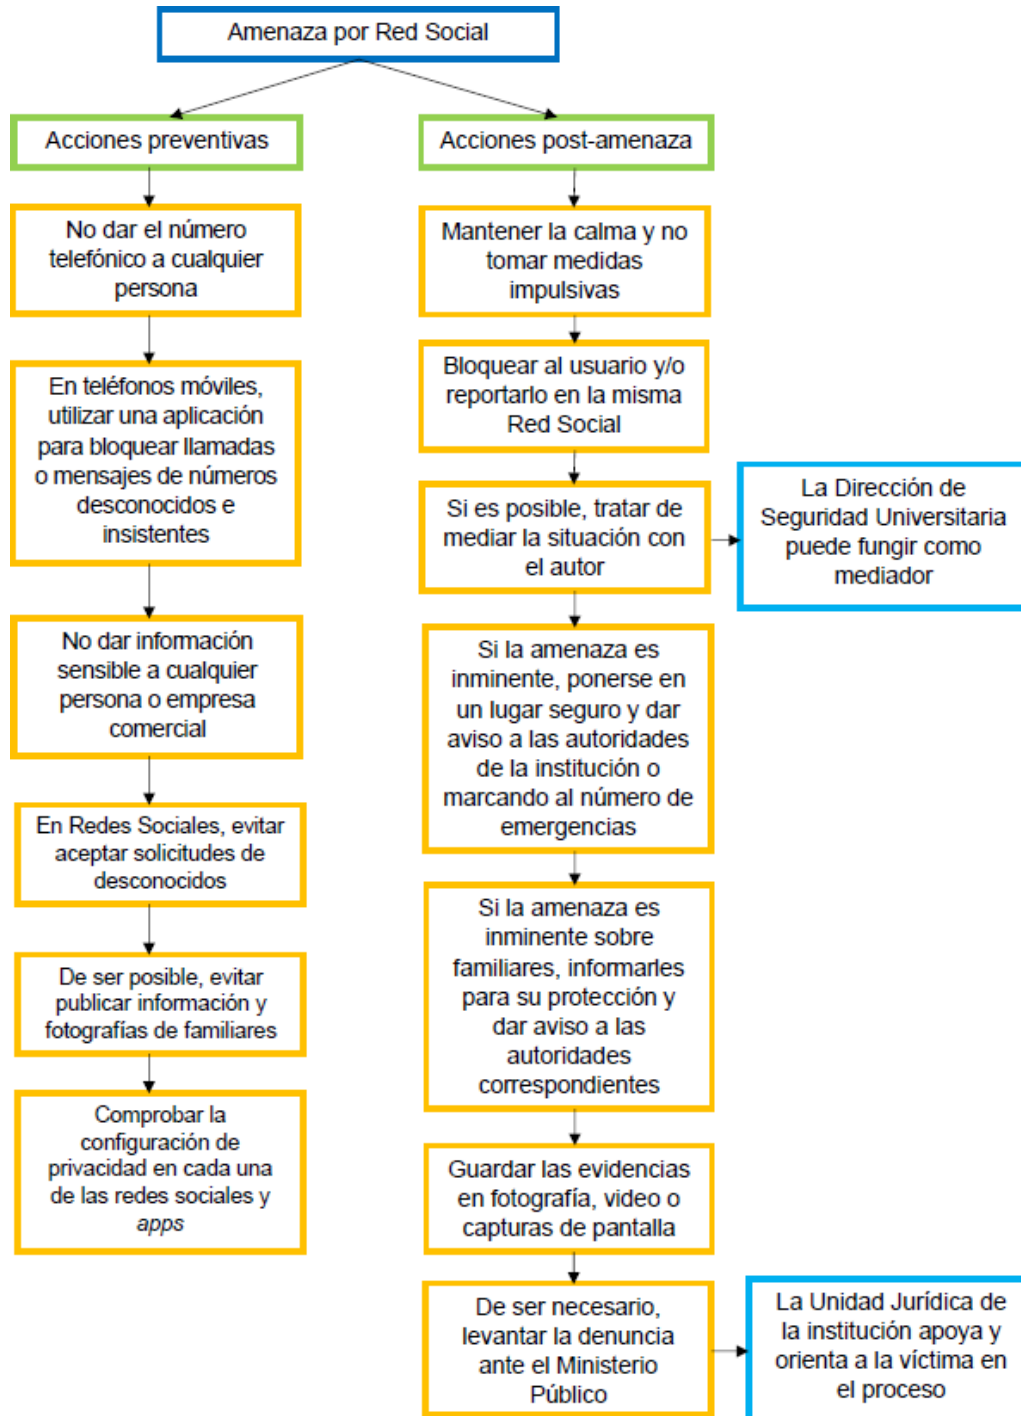 Amenaza por Red Social
Acciones preventivas
No dar el número
telefónico a cualquier
persona
En teléfonos móviles,
utilizar una aplicación
para bloquear llamadas
o mensajes de números
desconocidos e
insistentes
No dar información
sensible a cualquier
persona o empresa
comercial
En Redes Sociales, evitar
aceptar solicitudes de
desconocidos
De ser posible, evitar
publicar información y
fotografías de familiares
Comprobar la
configuración de
privacidad en cada una
de las redes sociales y
apps
Acciones post-amenaza
Mantener la calma y no
tomar medidas
impulsivas
Bloquear al usuario y/o
reportarlo en la misma
Red Social
Si es posible, tratar de
mediar la situación con
el autor
La Dirección de
Seguridad Universitaria
puede fungir como
mediador
Si la amenaza es
inminente, ponerse en
un lugar seguro y dar
aviso a las autoridades
de la institución o
marcando al número de
emergencias
Si la amenaza es
inminente sobre
familiares, informarles
para su protección y
dar aviso a las
autoridades
correspondientes
Guardar las evidencias
en fotografía, video o
capturas de pantalla
De ser necesario,
levantar la denuncia
ante el Ministerio
Público
La Unidad Jurídica de
la institución apoya y
orienta a la víctima en
el proceso